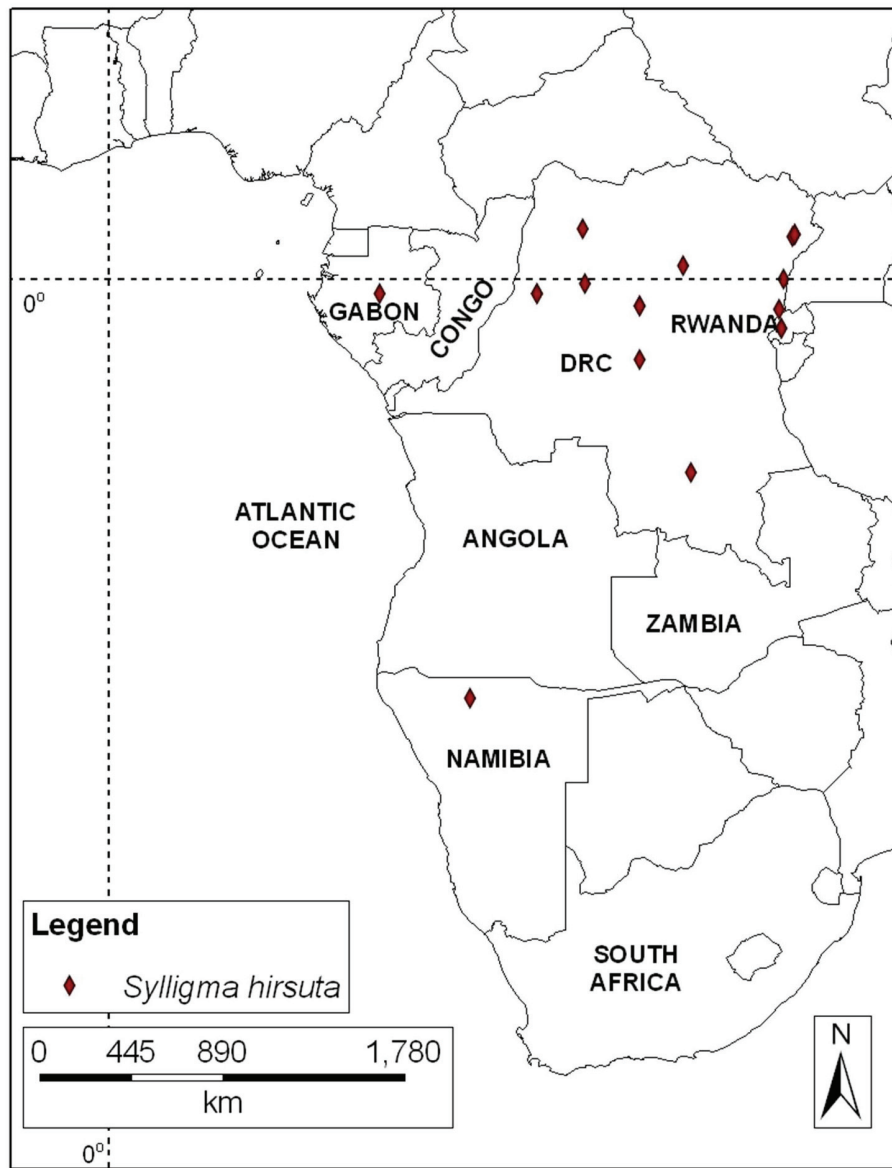 0°
GABON
CONGO
RWANDA
DRC
ATLANTIC
OCEAN
ANGOLA
ZAMBIA
NAMIBIA
SOUTH
AFRICA
Legend
Sylligma hirsuta
0 445 890 1,780
km
N
0°